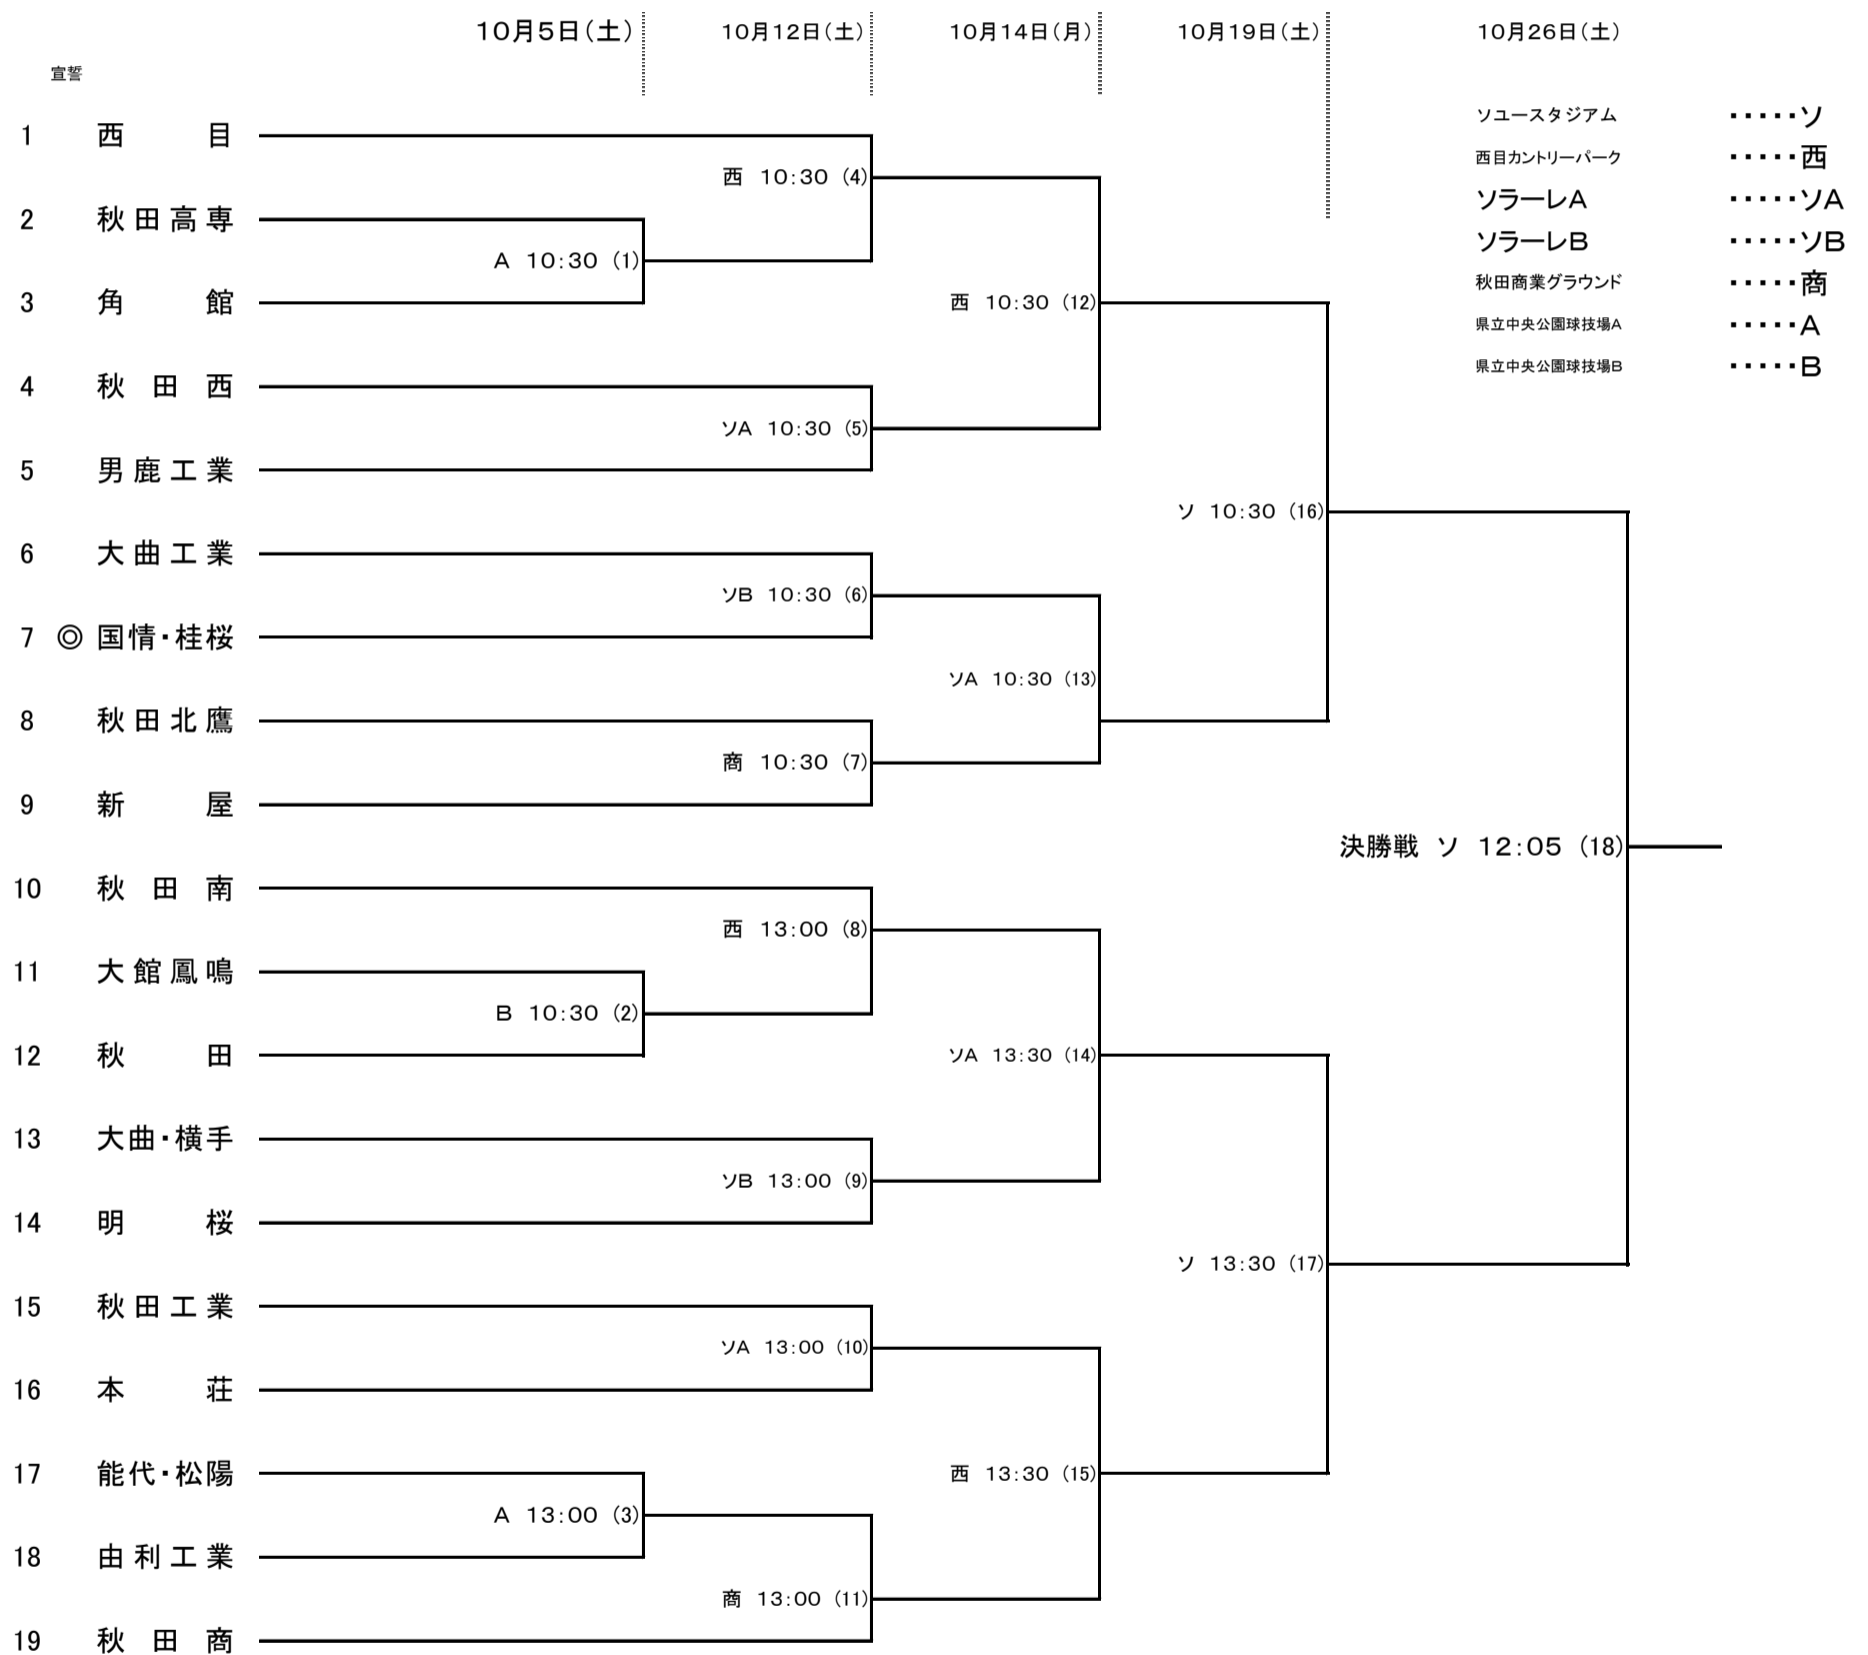 10月5日(土) 10月12日(土) 10月14日(月) 10月19日(土) 10月26日(土)
宣誓
ソユースタジアム ・・・・・ソ
1 西目
西目カントリーパーク ・・・・・西
西 10:30 (4)
ソラーレA ・・・・・ソA
2 秋田高専
ソラーレB ・・・・・ソB
A 10:30 (1)
秋田商業グラウンド ・・・・・商
3 角館
西 10:30 (12)
県立中央公園球技場A ・・・・・A
県立中央公園球技場B ・・・・・B
4 秋田西
ソA 10:30 (5)
5 男鹿工業
ソ 10:30 (16)
6 大曲工業
ソB 10:30 (6)
7 ◎ 国情・桂桜
ソA 10:30 (13)
8 秋田北鷹
商 10:30 (7)
9 新屋
決勝戦 ソ 12:05 (18)
10 秋田南
西 13:00 (8)
11 大館鳳鳴
B 10:30 (2)
12 秋田
ソA 13:30 (14)
13 大曲・横手
ソB 13:00 (9)
14 明桜
ソ 13:30 (17)
15 秋田工業
ソA 13:00 (10)
16 本荘
17 能代・松陽
西 13:30 (15)
A 13:00 (3)
18 由利工業
商 13:00 (11)
19 秋田商